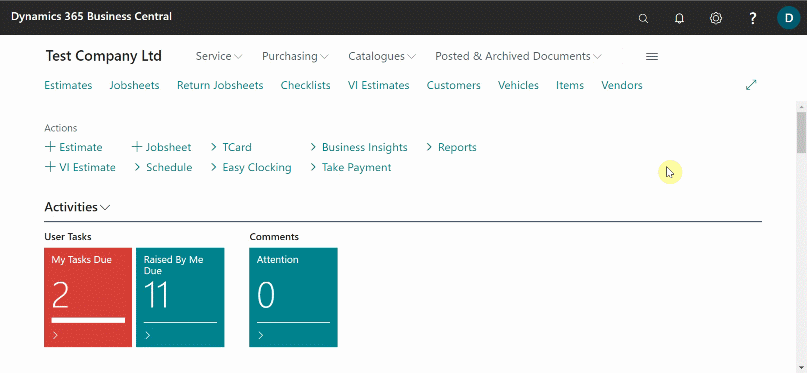 Dynamics 365 Business Central
?
D
Test Company Ltd
Service
Purchasing
Catalogues
Posted & Archived Documents
Estimates
Jobsheets
Return Jobsheets
Checklists
VI Estimates
Customers
Vehicles
Items
Vendors
Actions
+ Estimate
+ Jobsheet
> TCard
> Business Insights
> Reports
+ VI Estimate
> Schedule
> Easy Clocking
> Take Payment
Activities
User Tasks
Comments
My Tasks Due
2
Raised By Me
Due
11
Attention
0